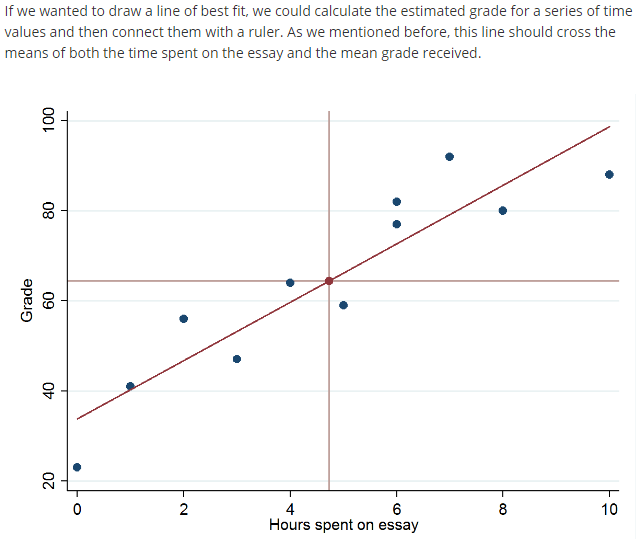 If we wanted to draw a line of best fit, we could calculate the estimated grade for a series of time
values and then connect them with a ruler. As we mentioned before, this line should cross the
means of both the time spent on the essay and the mean grade received.
100
80
60
40
20
Grade
0 2 4 6 8 10
Hours spent on essay